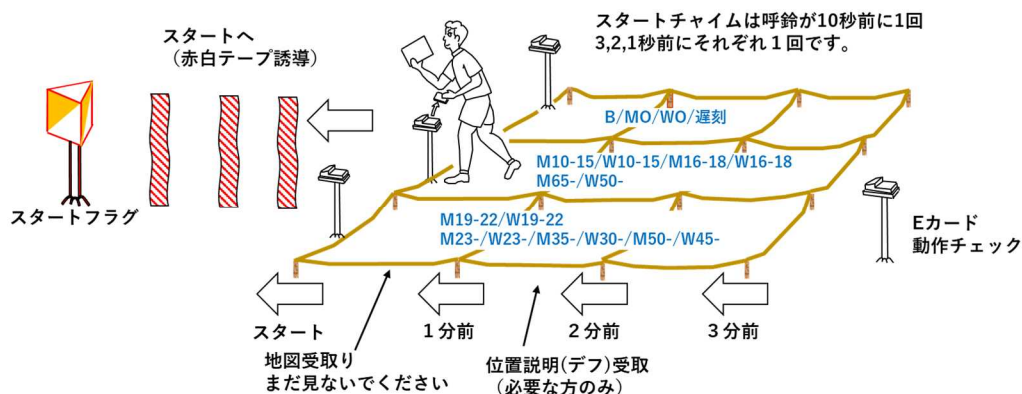 スタートチャイムは呼鈴が10秒前に1回
3,2,1秒前にそれぞれ１回です。
スタートへ
（赤白テープ誘導）
B/MO/WO/遅刻
M10-15/W10-15/M16-18/W16-18
M65-/W50-
M19-22/W19-22
M23-/W23-/M35-/W30-/M50-/W45-
スタートフラグ
Eカード
動作チェック
スタート
１分前
２分前
３分前
地図受取り
まだ見ないでください
位置説明(デフ)受取
（必要な方のみ）